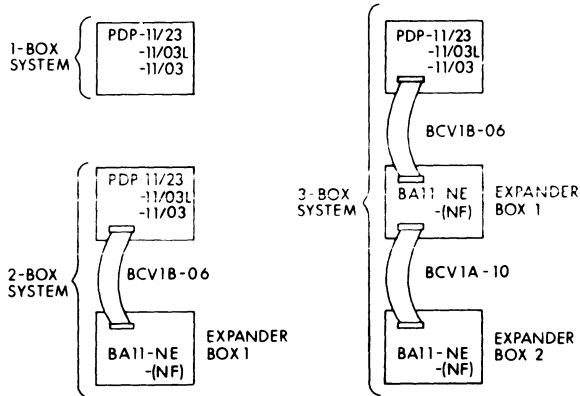 1-BOX
SYSTEM
PDP-11/23
-11/03L
-11/03
2-BOX
SYSTEM
PDP 11/23
-11/03L
-11/03
BCV1B-06
BA11-NE
-(NF)
EXPANDER
BOX 1
3-BOX
SYSTEM
PDP-11/23
-11/03L
-11/03
BCV1B-06
BA11 NE
-(NF)
EXPANDER
BOX 1
BCV1A-10
BA11-NE
-(NF)
EXPANDER
BOX 2